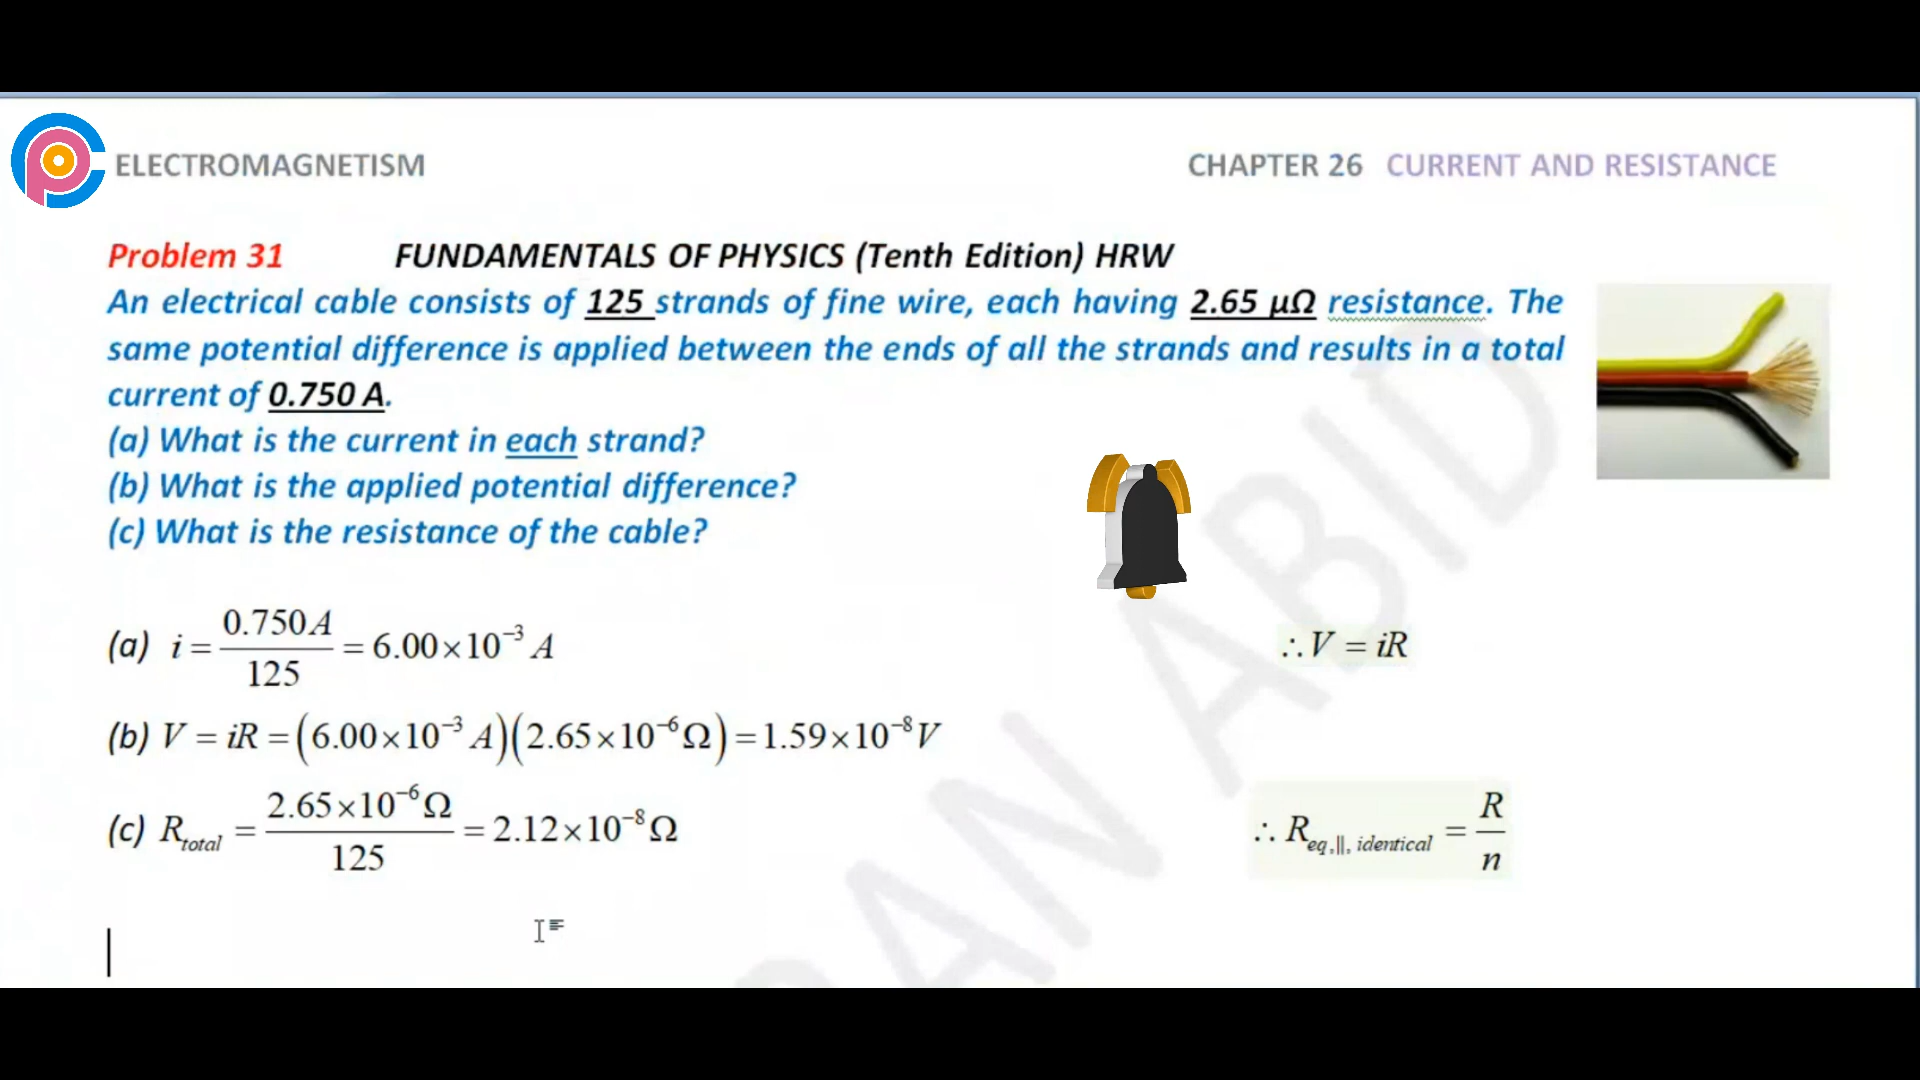 ELECTROMAGNETISM
CHAPTER 26 CURRENT AND RESISTANCE
Problem 31 FUNDAMENTALS OF PHYSICS (Tenth Edition) HRW
An electrical cable consists of 125 strands of fine wire, each having 2.65 μΩ resistance. The
same potential difference is applied between the ends of all the strands and results in a total
current of 0.750 A.
(a) What is the current in each strand?
(b) What is the applied potential difference?
(c) What is the resistance of the cable?
(a) i = 0.750A / 125 = 6.00×10⁻³ A
∴ V = iR
(b) V = iR = (6.00×10⁻³ A)(2.65×10⁻⁶Ω) = 1.59×10⁻⁸V
(c) R_total = 2.65×10⁻⁶Ω / 125 = 2.12×10⁻⁸Ω
∴ R_eq,||, identical = R / n
AN ABID